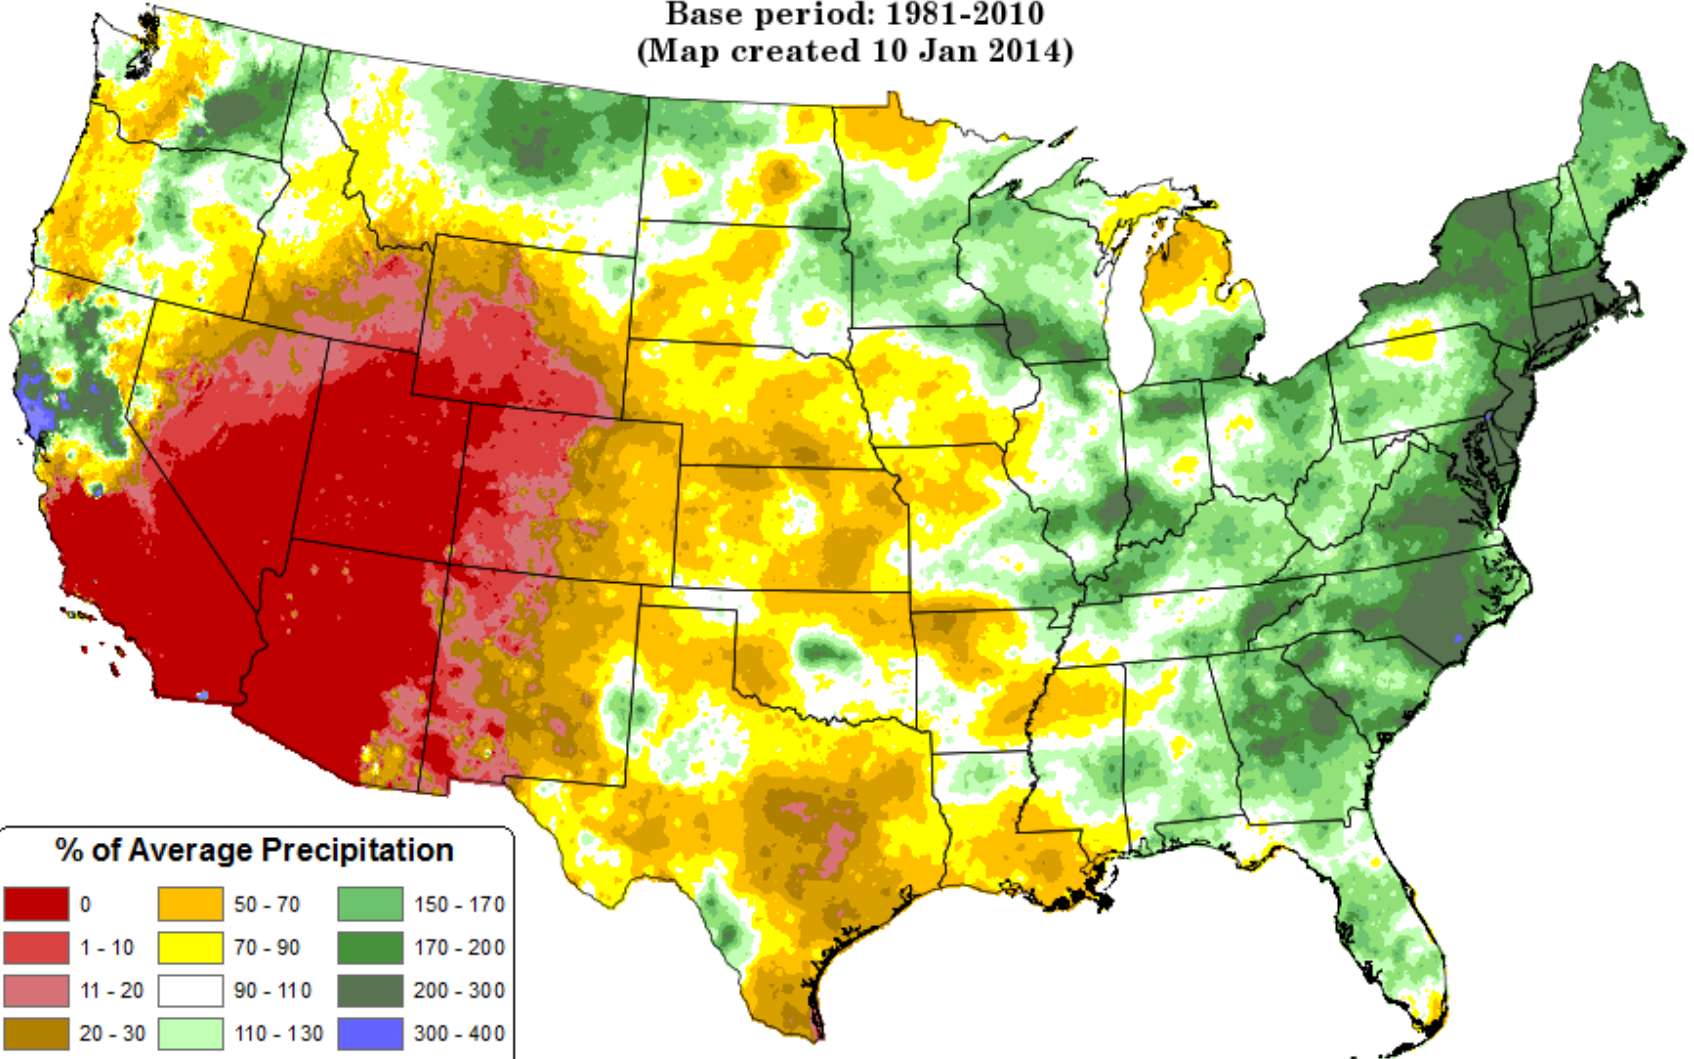 Base period: 1981-2010
(Map created 10 Jan 2014)
% of Average Precipitation
0 50 - 70 150 - 170
1 - 10 70 - 90 170 - 200
11 - 20 90 - 110 200 - 300
20 - 30 110 - 130 300 - 400